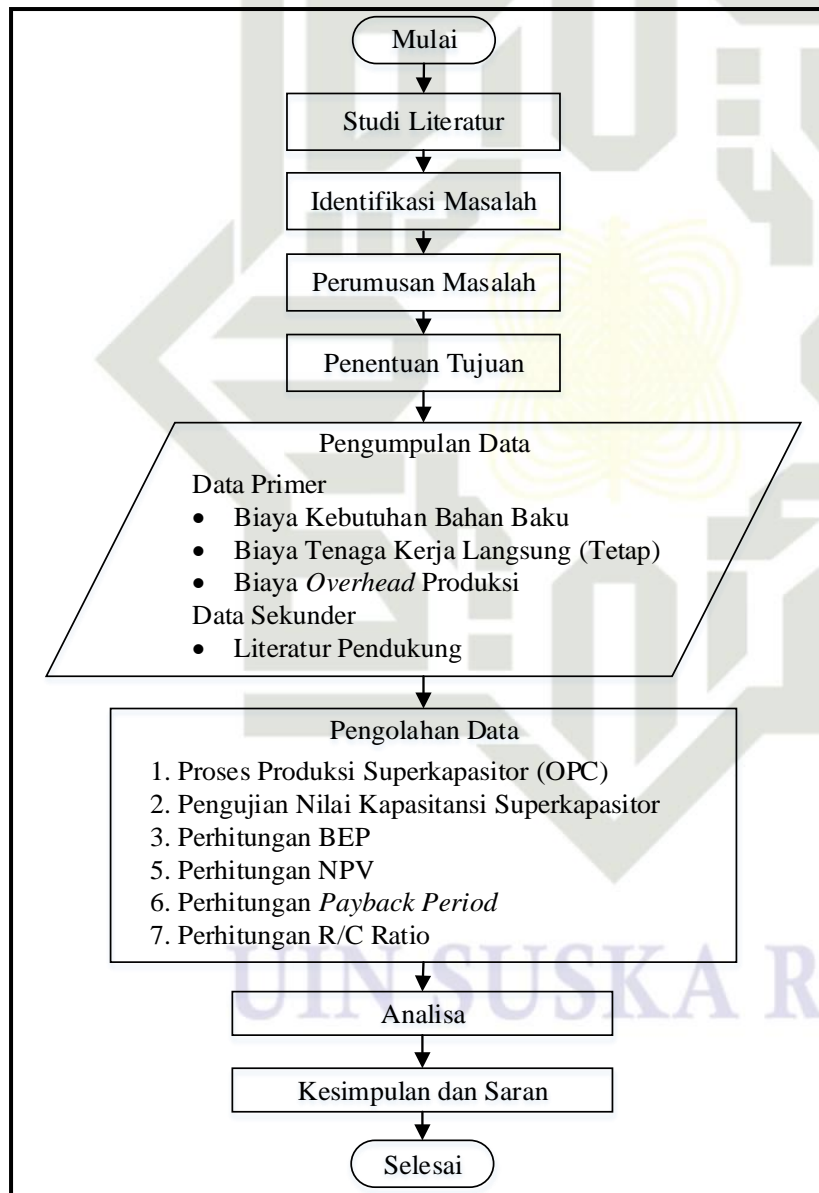 Mulai
Studi Literatur
Identifikasi Masalah
Perumusan Masalah
Penentuan Tujuan
Pengumpulan Data
Data Primer
• Biaya Kebutuhan Bahan Baku
• Biaya Tenaga Kerja Langsung (Tetap)
• Biaya Overhead Produksi
Data Sekunder
• Literatur Pendukung
Pengolahan Data
1. Proses Produksi Superkapasitor (OPC)
2. Pengujian Nilai Kapasitansi Superkapasitor
3. Perhitungan BEP
5. Perhitungan NPV
6. Perhitungan Payback Period
7. Perhitungan R/C Ratio
UIN SUSKA R
Analisa
Kesimpulan dan Saran
Selesai